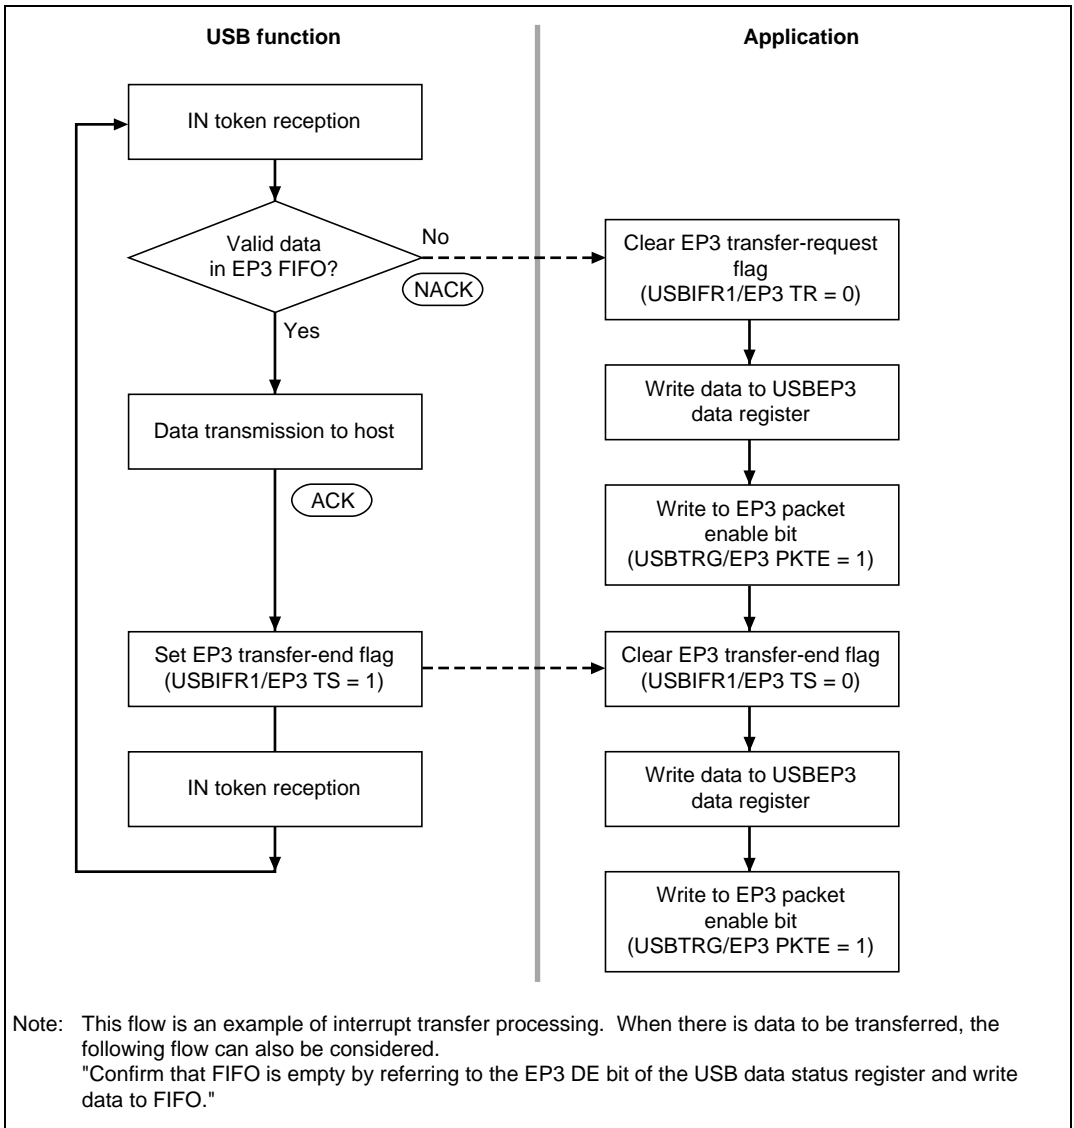 USB function
Application
IN token reception
Valid data
in EP3 FIFO?
No
NACK
Yes
Data transmission to host
ACK
Set EP3 transfer-end flag
(USBIFR1/EP3 TS = 1)
IN token reception
Clear EP3 transfer-request
flag
(USBIFR1/EP3 TR = 0)
Write data to USBEP3
data register
Write to EP3 packet
enable bit
(USBTRG/EP3 PKTE = 1)
Clear EP3 transfer-end flag
(USBIFR1/EP3 TS = 0)
Write data to USBEP3
data register
Write to EP3 packet
enable bit
(USBTRG/EP3 PKTE = 1)
Note: This flow is an example of interrupt transfer processing. When there is data to be transferred, the
following flow can also be considered.
"Confirm that FIFO is empty by referring to the EP3 DE bit of the USB data status register and write
data to FIFO."